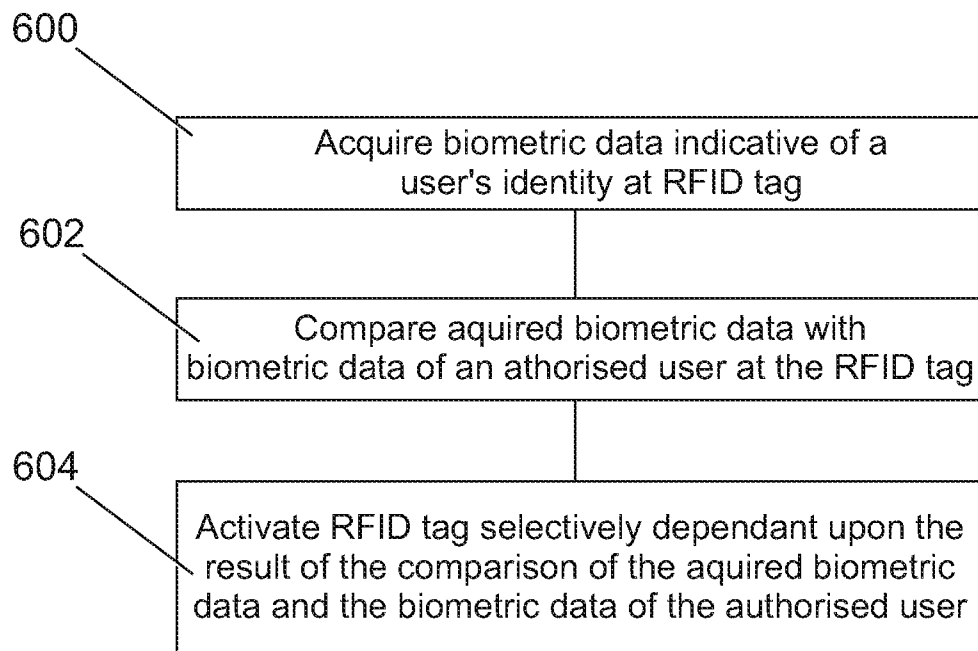 600
Acquire biometric data indicative of a
user's identity at RFID tag
602
Compare aquired biometric data with
biometric data of an athorised user at the RFID tag
604
Activate RFID tag selectively dependant upon the
result of the comparison of the aquired biometric
data and the biometric data of the authorised user